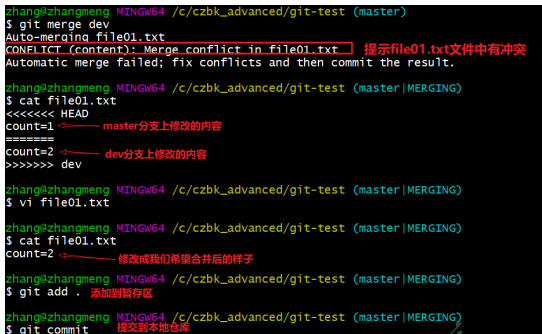 zhang@zhangmeng MINGW64 /c/czbk_advanced/git-test (master)
$ git merge dev
Auto-merging file01.txt
CONFLICT (content): Merge conflict in file01.txt 提示file01.txt文件中有冲突
Automatic merge failed; fix conflicts and then commit the result.
zhang@zhangmeng MINGW64 /c/czbk_advanced/git-test (master|MERGING)
$ cat file01.txt
<<<<<<< HEAD
count=1 master分支上修改的内容
=======
count=2 dev分支上修改的内容
>>>>>>> dev
zhang@zhangmeng MINGW64 /c/czbk_advanced/git-test (master|MERGING)
$ vi file01.txt
zhang@zhangmeng MINGW64 /c/czbk_advanced/git-test (master|MERGING)
$ cat file01.txt
count=2 修改成我们希望合并后的样子
zhang@zhangmeng MINGW64 /c/czbk_advanced/git-test (master|MERGING)
$ git add . 添加到暂存区
zhang@zhangmeng MINGW64 /c/czbk_advanced/git-test (master|MERGING)
$ git commit 提交到本地仓库